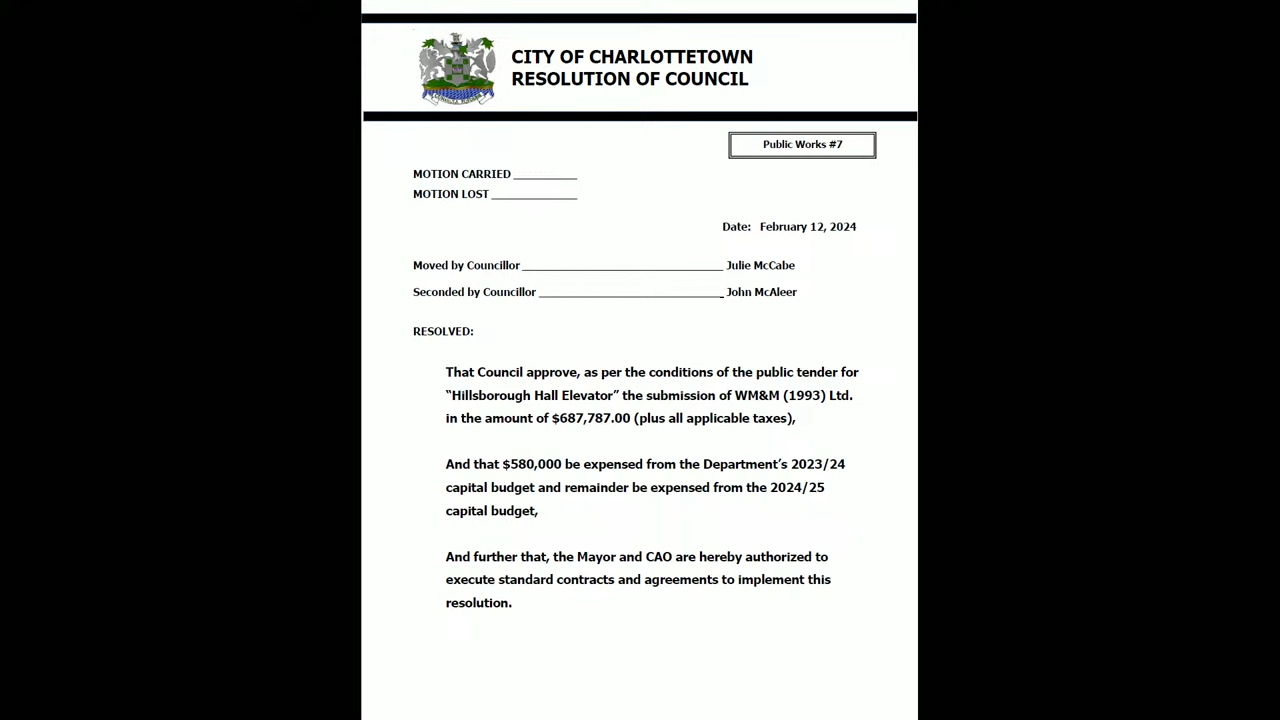 CITY OF CHARLOTTETOWN
RESOLUTION OF COUNCIL
Public Works #7
MOTION CARRIED ___________
MOTION LOST _______________
Date: February 12, 2024
Moved by Councillor ___________________________________ Julie McCabe
Seconded by Councillor ________________________________ John McAleer
RESOLVED:
That Council approve, as per the conditions of the public tender for
“Hillsborough Hall Elevator” the submission of WM&M (1993) Ltd.
in the amount of $687,787.00 (plus all applicable taxes),
And that $580,000 be expensed from the Department’s 2023/24
capital budget and remainder be expensed from the 2024/25
capital budget,
And further that, the Mayor and CAO are hereby authorized to
execute standard contracts and agreements to implement this
resolution.